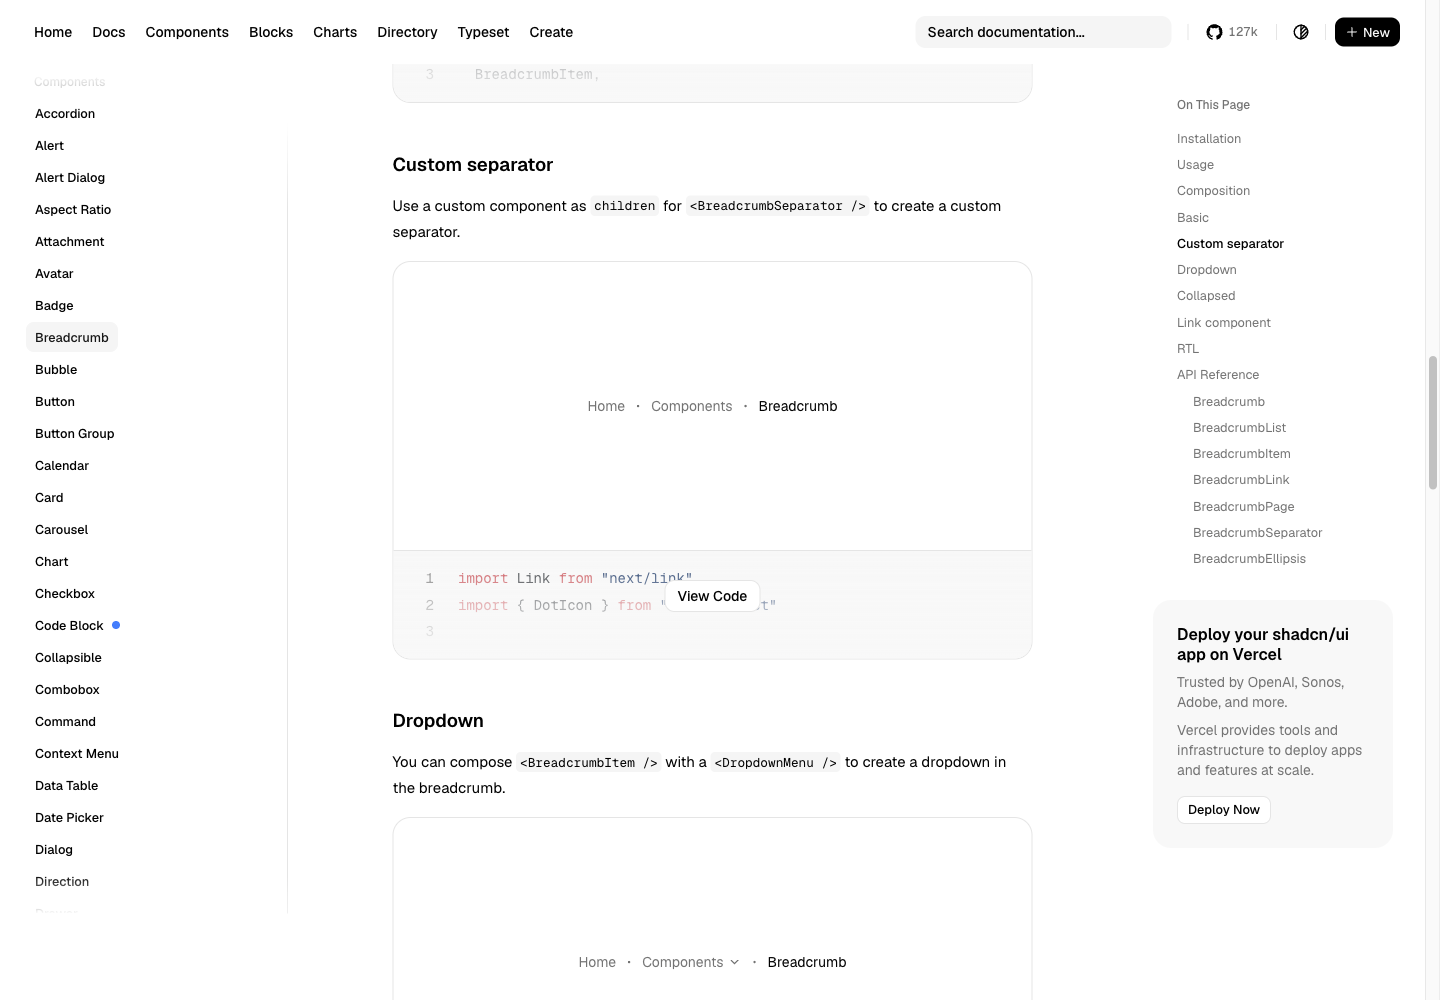 Home Docs Components Blocks Charts Directory Typeset Create
Search documentation...
127k
New
Components
Accordion
Alert
Alert Dialog
Aspect Ratio
Attachment
Avatar
Badge
Breadcrumb
Bubble
Button
Button Group
Calendar
Card
Carousel
Chart
Checkbox
Code Block
Collapsible
Combobox
Command
Context Menu
Data Table
Date Picker
Dialog
Direction
3 BreadcrumbItem,
Custom separator
Use a custom component as children for <BreadcrumbSeparator /> to create a custom
separator.
Home · Components · Breadcrumb
1 import Link from "next/link"
2 import { DotIcon } from "
View Code
3
Dropdown
You can compose <BreadcrumbItem /> with a <DropdownMenu /> to create a dropdown in
the breadcrumb.
Home · Components · Breadcrumb
On This Page
Installation
Usage
Composition
Basic
Custom separator
Dropdown
Collapsed
Link component
RTL
API Reference
Breadcrumb
BreadcrumbList
BreadcrumbItem
BreadcrumbLink
BreadcrumbPage
BreadcrumbSeparator
BreadcrumbEllipsis
Deploy your shadcn/ui
app on Vercel
Trusted by OpenAI, Sonos,
Adobe, and more.
Vercel provides tools and
infrastructure to deploy apps
and features at scale.
Deploy Now